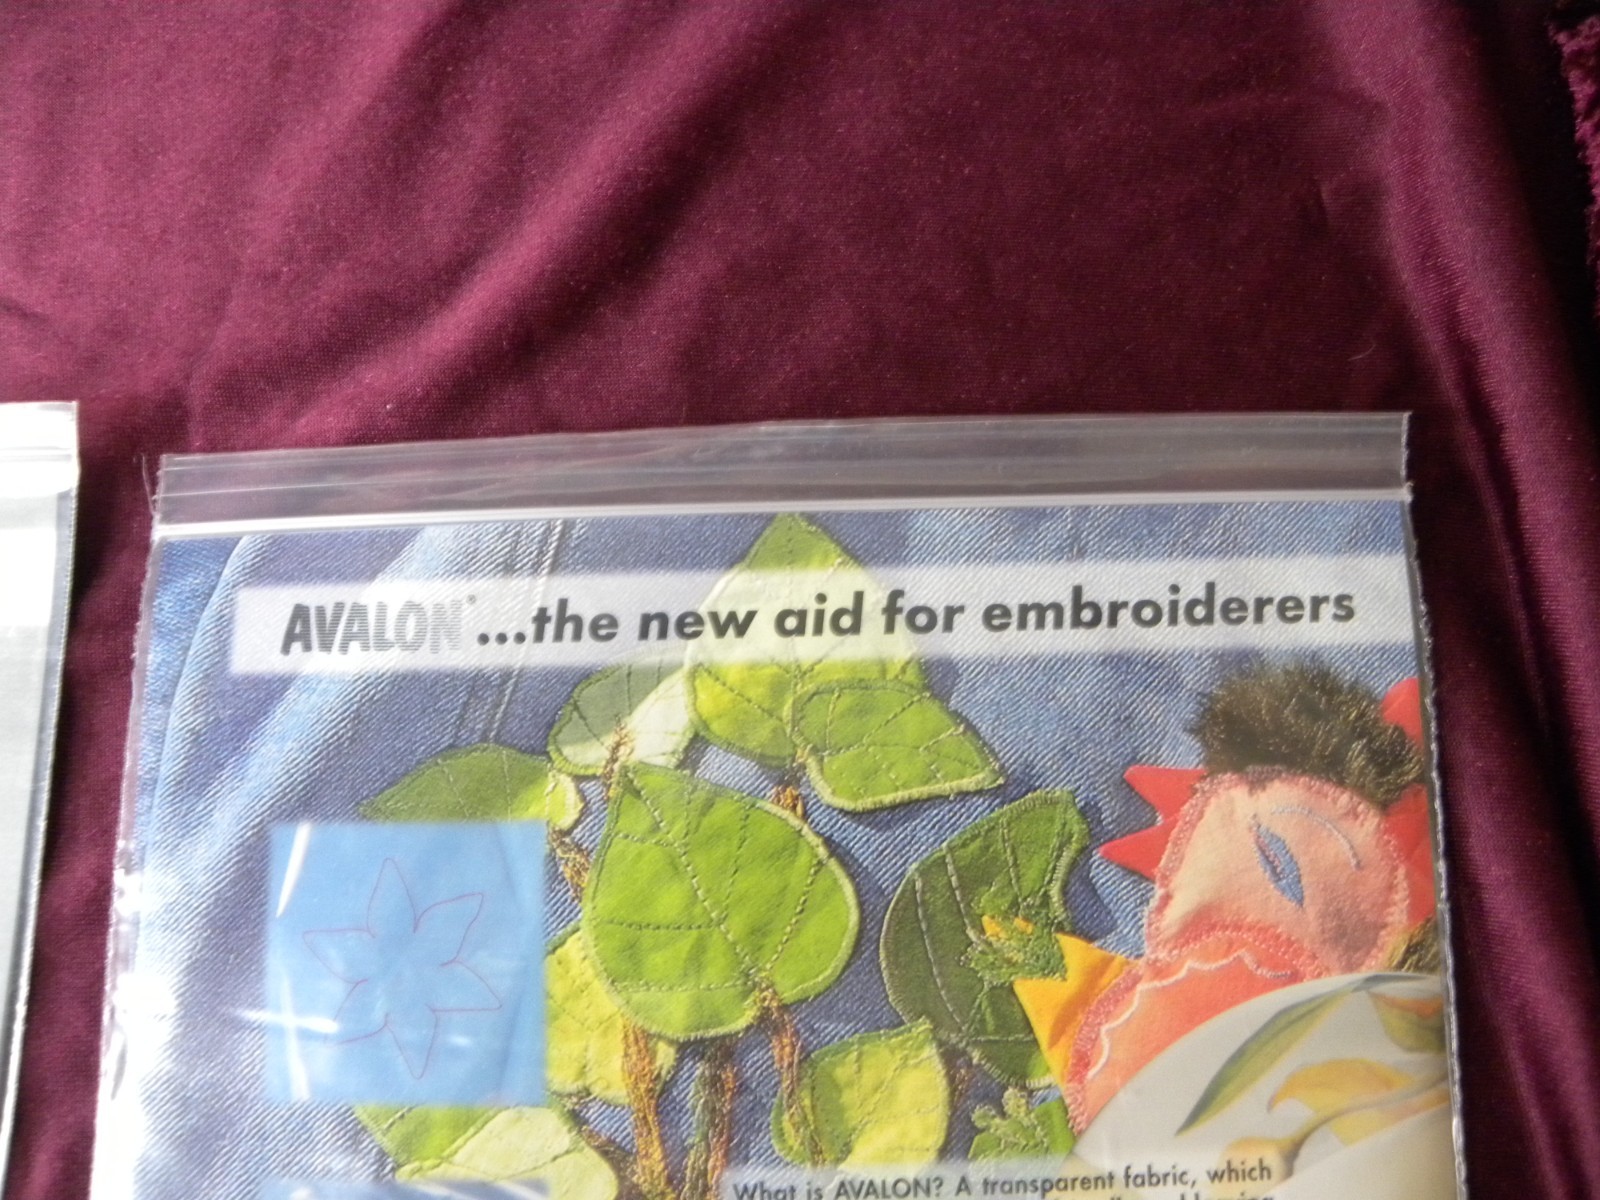 AVALON® ...the new aid for embroiderers
What is AVALON? A transparent fabric, which